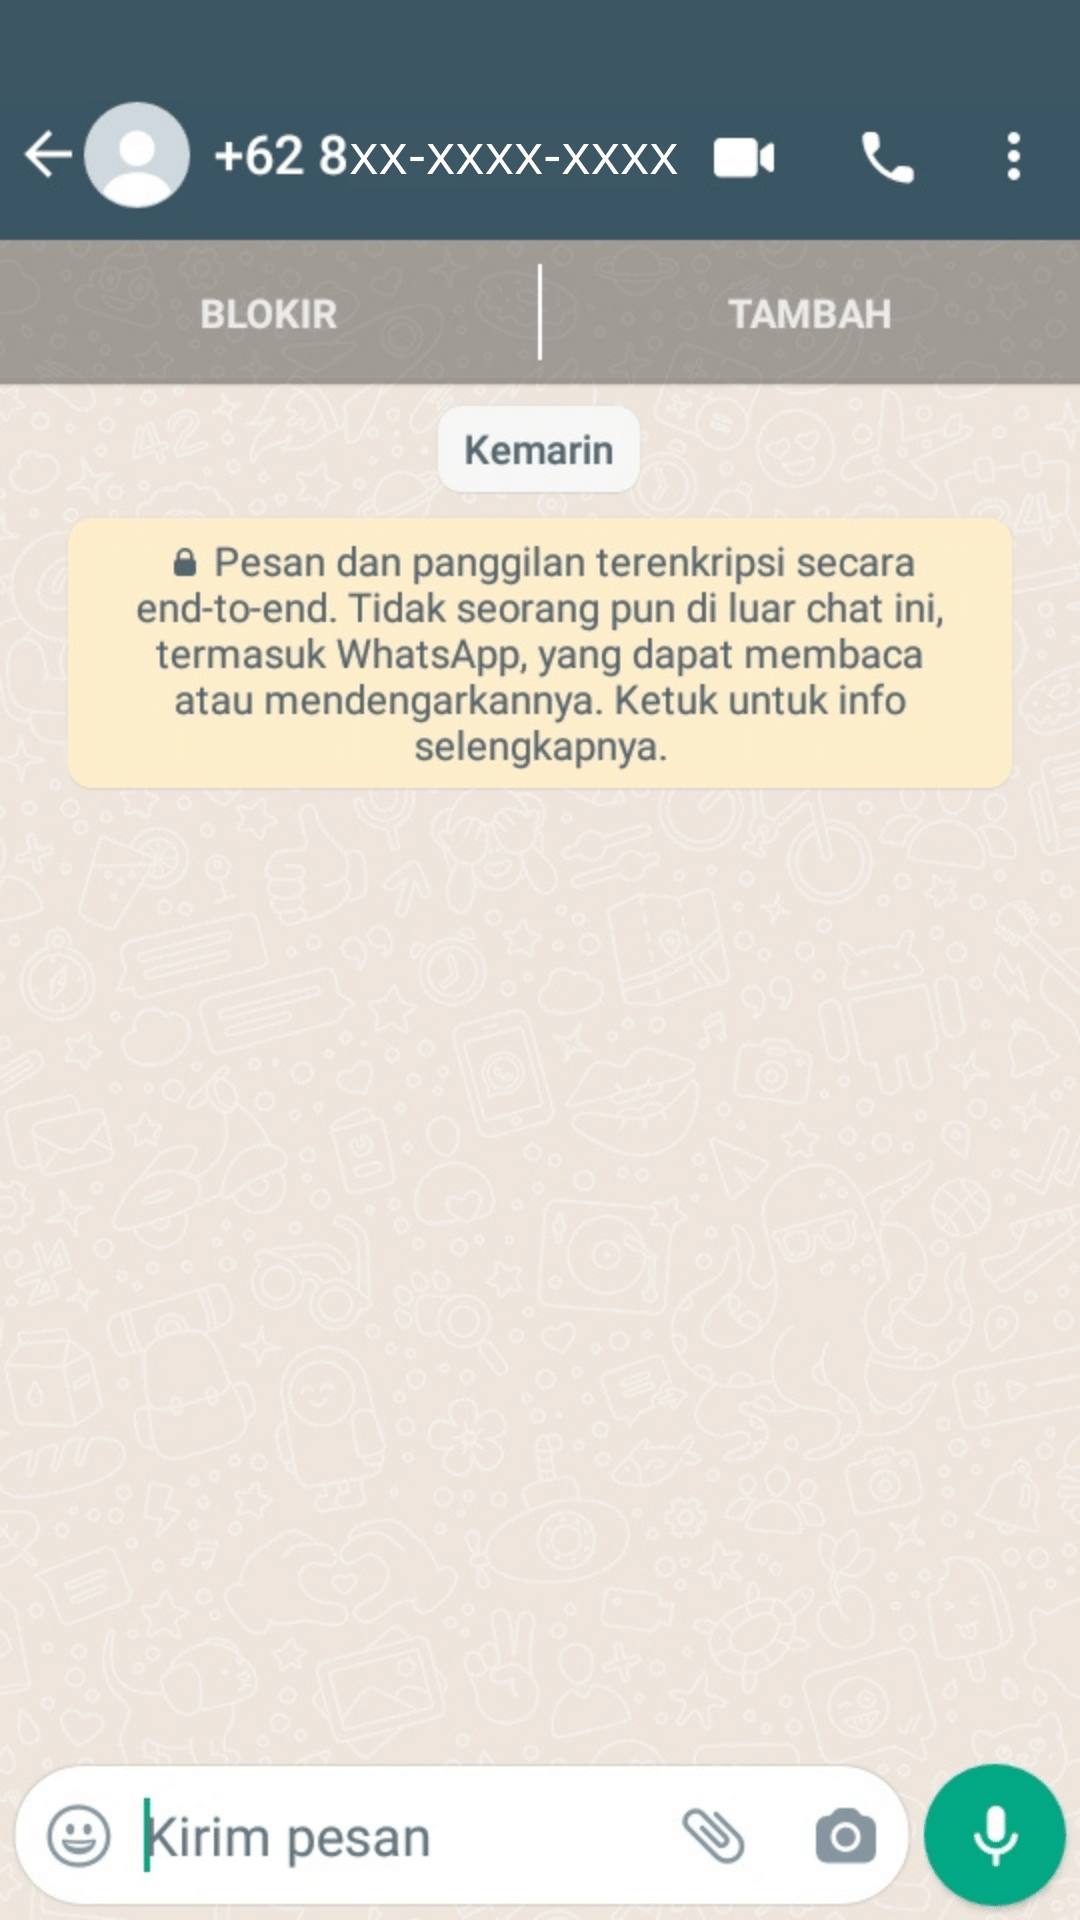 +62 8XX-XXXX-XXXX
BLOKIR
TAMBAH
Kemarin
Pesan dan panggilan terenkripsi secara
end-to-end. Tidak seorang pun di luar chat ini,
termasuk WhatsApp, yang dapat membaca
atau mendengarkannya. Ketuk untuk info
selengkapnya.
Kirim pesan